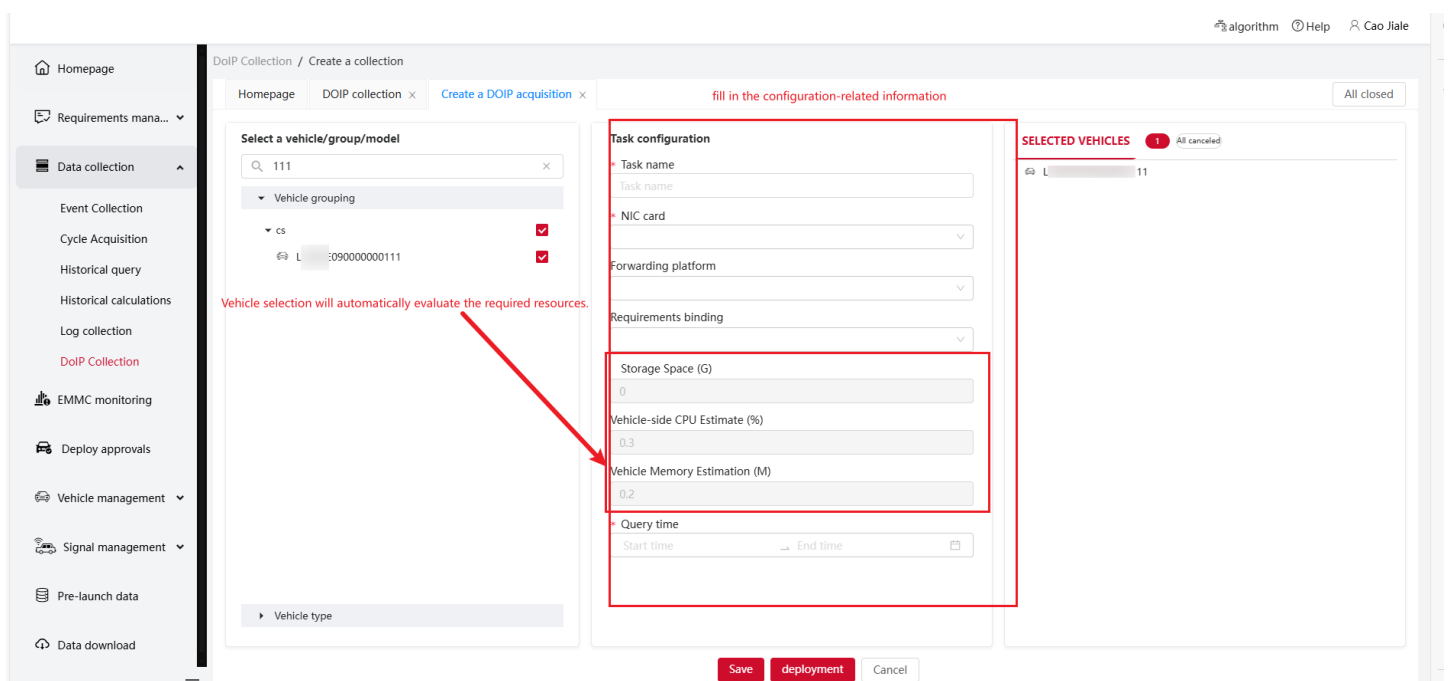 algorithm Help Cao Jiale
Homepage
Requirements mana...
Data collection
Event Collection
Cycle Acquisition
Historical query
Historical calculations
Log collection
DoIP Collection
EMMC monitoring
Deploy approvals
Vehicle management
Signal management
Pre-launch data
Data download
DoIP Collection / Create a collection
Homepage DOIP collection × Create a DOIP acquisition ×
fill in the configuration-related information
All closed
Select a vehicle/group/model
111
Vehicle grouping
cs
L E090000000111
Vehicle selection will automatically evaluate the required resources.
Vehicle type
Task configuration
* Task name
Task name
* NIC card
Forwarding platform
Requirements binding
Storage Space (G)
0
Vehicle-side CPU Estimate (%)
0.3
Vehicle Memory Estimation (M)
0.2
* Query time
Start time End time
SELECTED VEHICLES 1 All canceled
L 11
Save deployment Cancel